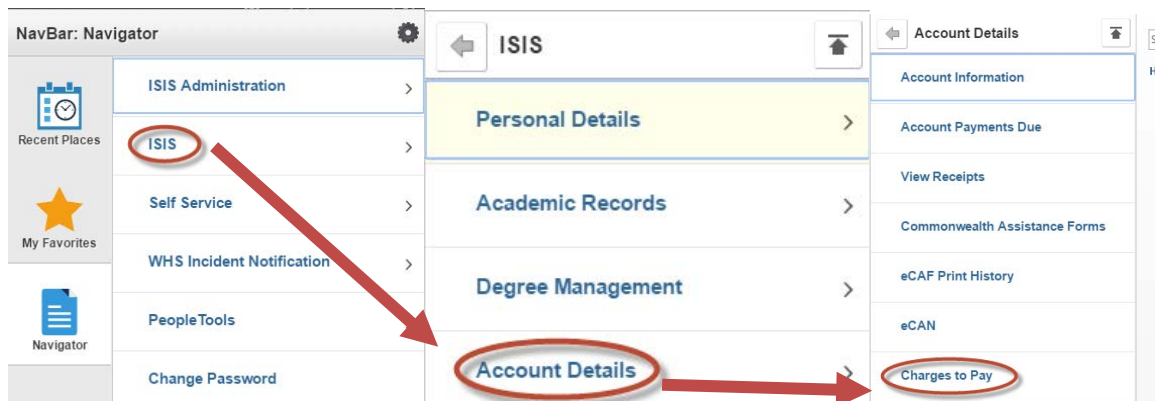 NavBar: Navigator
Recent Places
My Favorites
Navigator
ISIS Administration
ISIS
Self Service
WHS Incident Notification
PeopleTools
Change Password
ISIS
Personal Details
Academic Records
Degree Management
Account Details
Account Details
Account Information
Account Payments Due
View Receipts
Commonwealth Assistance Forms
eCAF Print History
eCAN
Charges to Pay